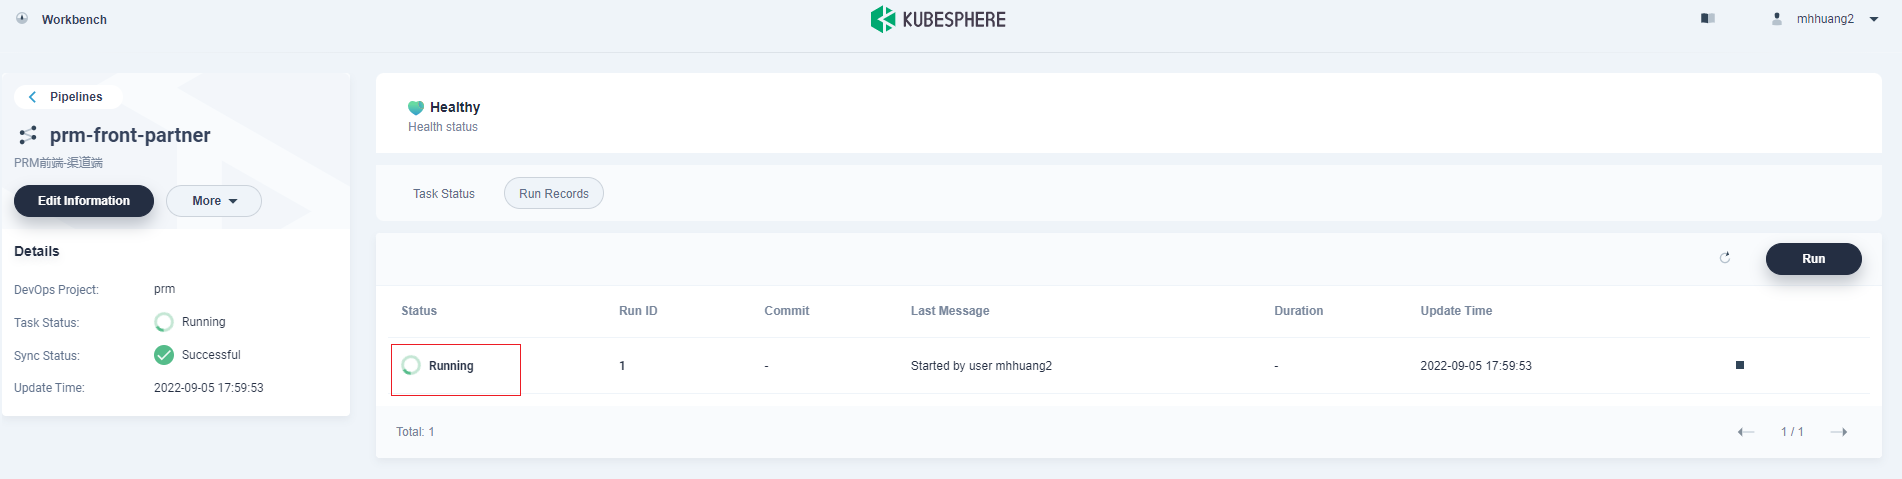 Workbench
KUBESPHERE
mhhuang2
Pipelines
prm-front-partner
PRM前端-渠道端
Edit Information
More
Details
DevOps Project: prm
Task Status: Running
Sync Status: Successful
Update Time: 2022-09-05 17:59:53
Healthy
Health status
Task Status Run Records
Run
Status Run ID Commit Last Message Duration Update Time
Running 1 - Started by user mhhuang2 - 2022-09-05 17:59:53
Total: 1
1 / 1